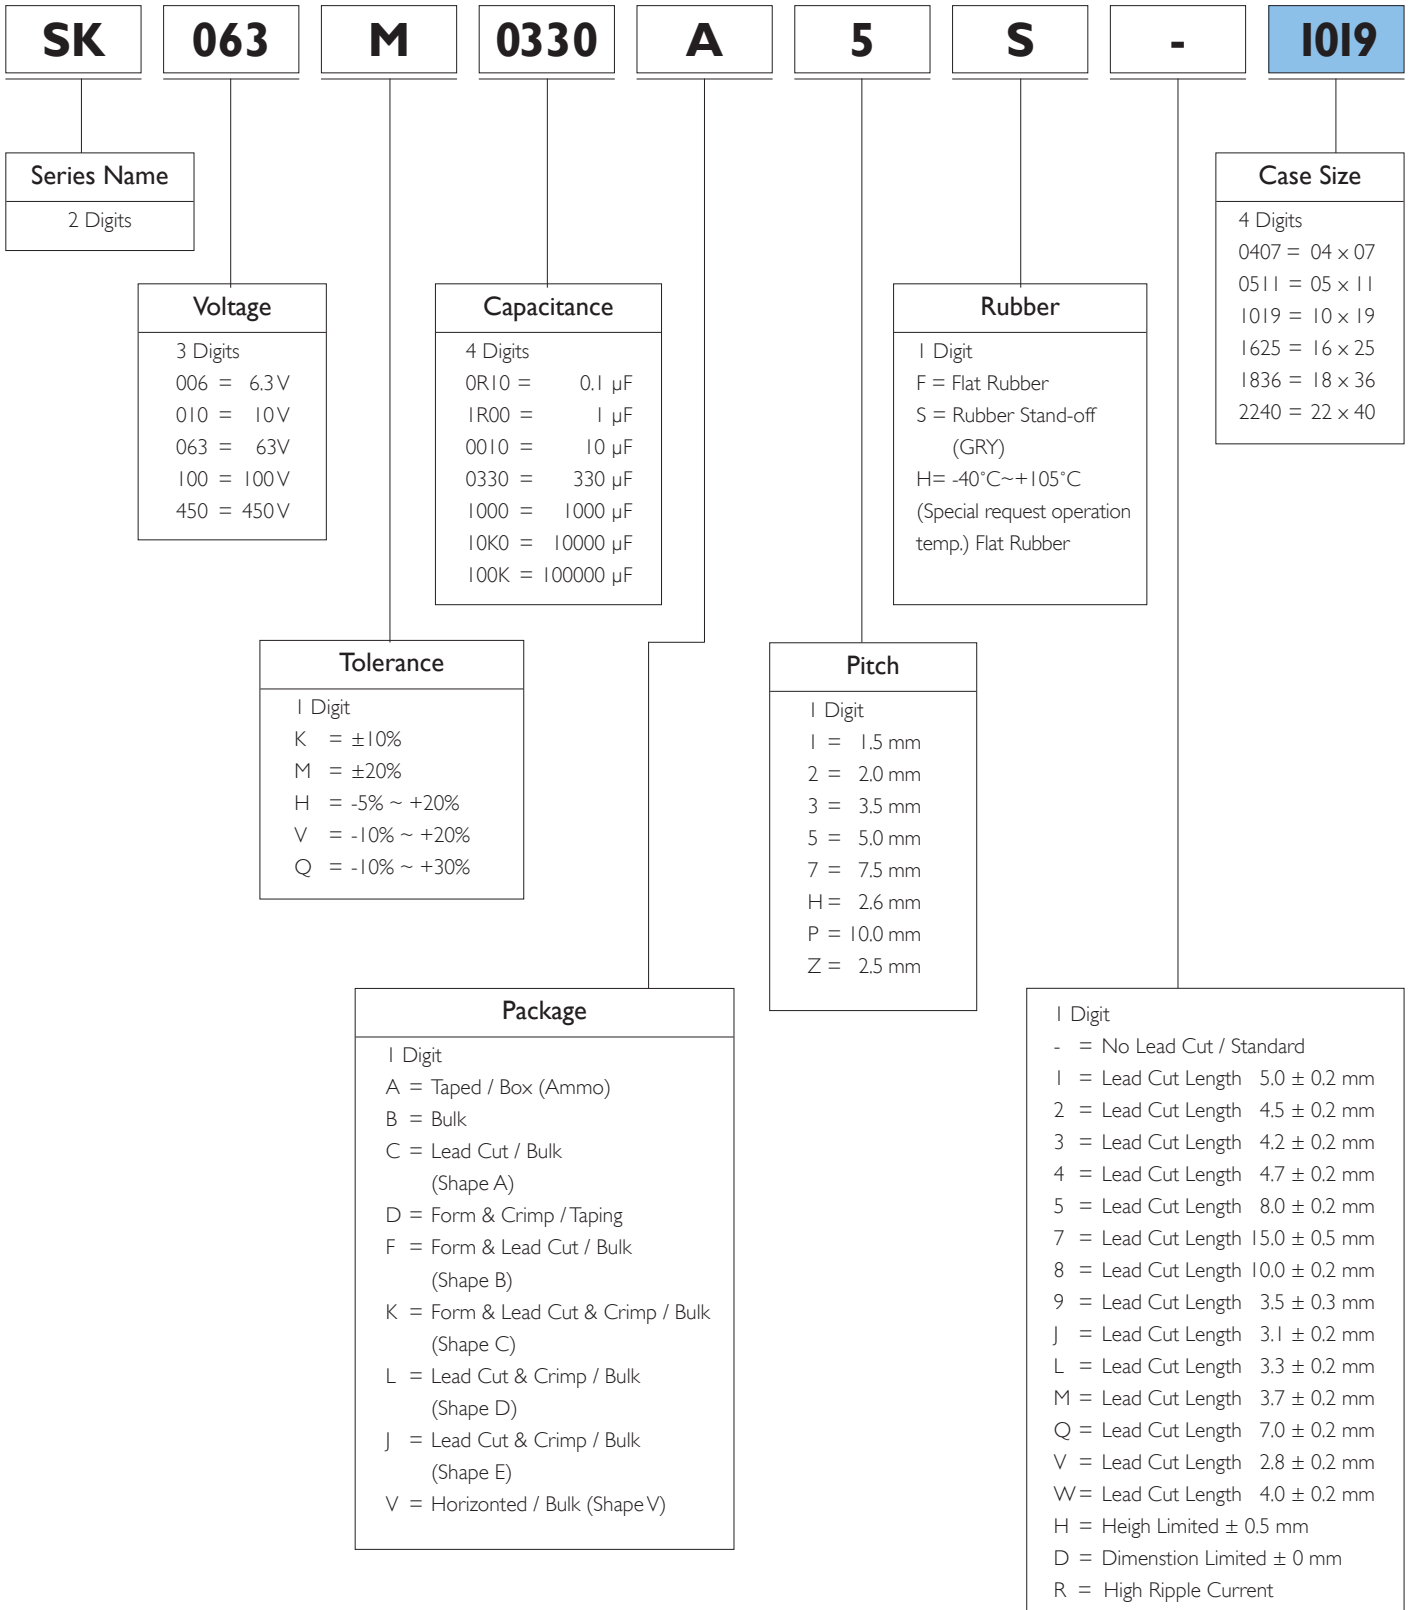 SK 063 M 0330 A 5 S - 1019
Series Name
2 Digits
Voltage
3 Digits
006 = 6.3 V
010 = 10 V
063 = 63V
100 = 100 V
450 = 450 V
Capacitance
4 Digits
0R10 = 0.1 µF
1R00 = 1 µF
0010 = 10 µF
0330 = 330 µF
1000 = 1000 µF
10K0 = 10000 µF
100K = 100000 µF
Rubber
1 Digit
F = Flat Rubber
S = Rubber Stand-off
(GRY)
H= -40°C~+105°C
(Special request operation
temp.) Flat Rubber
Case Size
4 Digits
0407 = 04 x 07
0511 = 05 x 11
1019 = 10 x 19
1625 = 16 x 25
1836 = 18 x 36
2240 = 22 x 40
Tolerance
1 Digit
K = ±10%
M = ±20%
H = -5% ~ +20%
V = -10% ~ +20%
Q = -10% ~ +30%
Pitch
1 Digit
1 = 1.5 mm
2 = 2.0 mm
3 = 3.5 mm
5 = 5.0 mm
7 = 7.5 mm
H = 2.6 mm
P = 10.0 mm
Z = 2.5 mm
Package
1 Digit
A = Taped / Box (Ammo)
B = Bulk
C = Lead Cut / Bulk
(Shape A)
D = Form & Crimp / Taping
F = Form & Lead Cut / Bulk
(Shape B)
K = Form & Lead Cut & Crimp / Bulk
(Shape C)
L = Lead Cut & Crimp / Bulk
(Shape D)
J = Lead Cut & Crimp / Bulk
(Shape E)
V = Horizonted / Bulk (Shape V)
1 Digit
- = No Lead Cut / Standard
1 = Lead Cut Length 5.0 ± 0.2 mm
2 = Lead Cut Length 4.5 ± 0.2 mm
3 = Lead Cut Length 4.2 ± 0.2 mm
4 = Lead Cut Length 4.7 ± 0.2 mm
5 = Lead Cut Length 8.0 ± 0.2 mm
7 = Lead Cut Length 15.0 ± 0.5 mm
8 = Lead Cut Length 10.0 ± 0.2 mm
9 = Lead Cut Length 3.5 ± 0.3 mm
J = Lead Cut Length 3.1 ± 0.2 mm
L = Lead Cut Length 3.3 ± 0.2 mm
M = Lead Cut Length 3.7 ± 0.2 mm
Q = Lead Cut Length 7.0 ± 0.2 mm
V = Lead Cut Length 2.8 ± 0.2 mm
W = Lead Cut Length 4.0 ± 0.2 mm
H = Heigh Limited ± 0.5 mm
D = Dimenstion Limited ± 0 mm
R = High Ripple Current